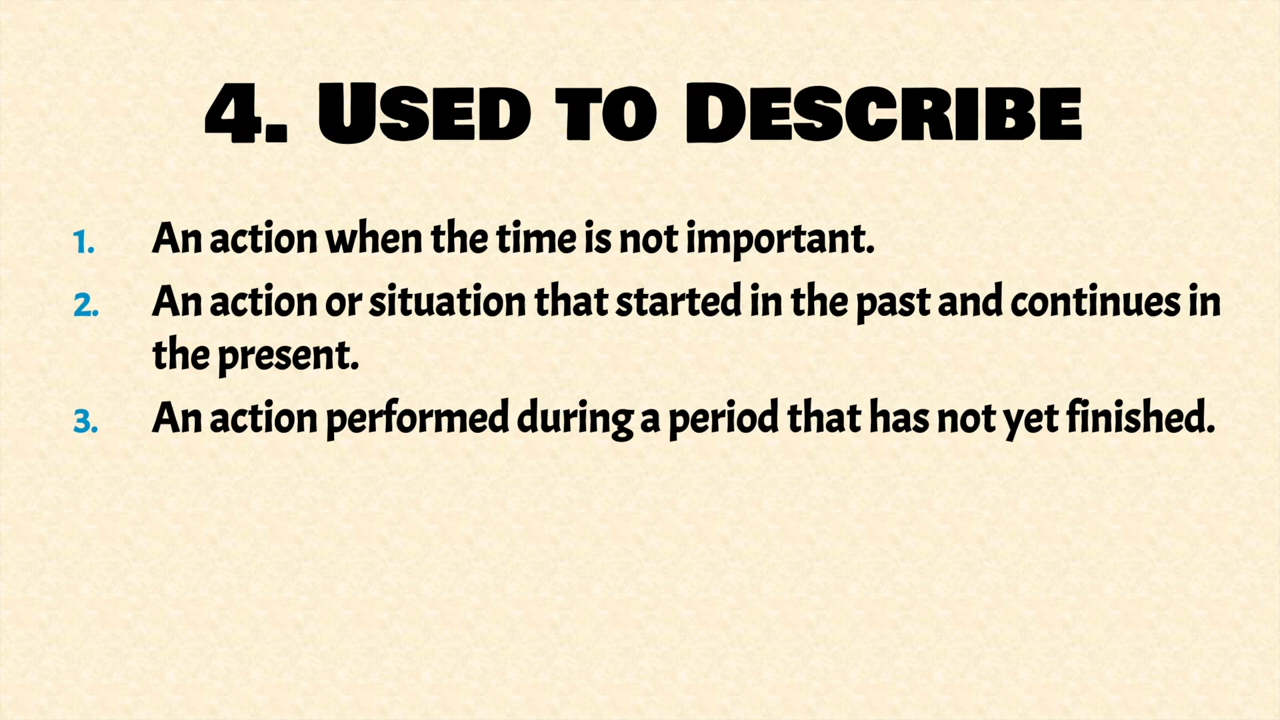 4. Used to Describe
1. An action when the time is not important.
2. An action or situation that started in the past and continues in
the present.
3. An action performed during a period that has not yet finished.